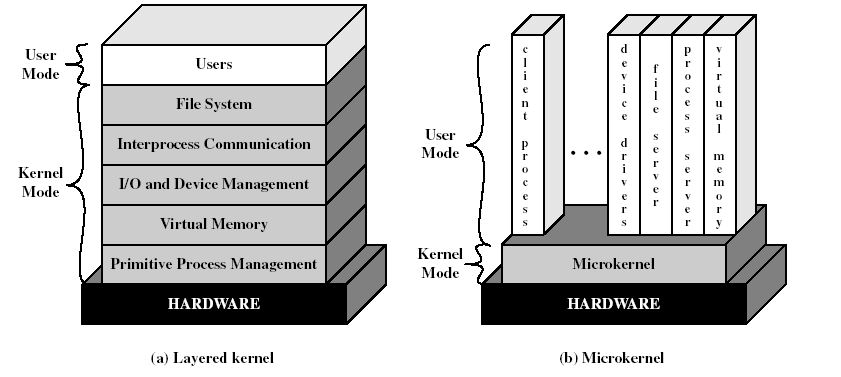 User
Mode
Users
File System
Interprocess Communication
Kernel
Mode
I/O and Device Management
Virtual Memory
Primitive Process Management
HARDWARE
(a) Layered kernel
User
Mode
client process
...
device drivers
file server
process server
virtual memory
Kernel
Mode
Microkernel
HARDWARE
(b) Microkernel